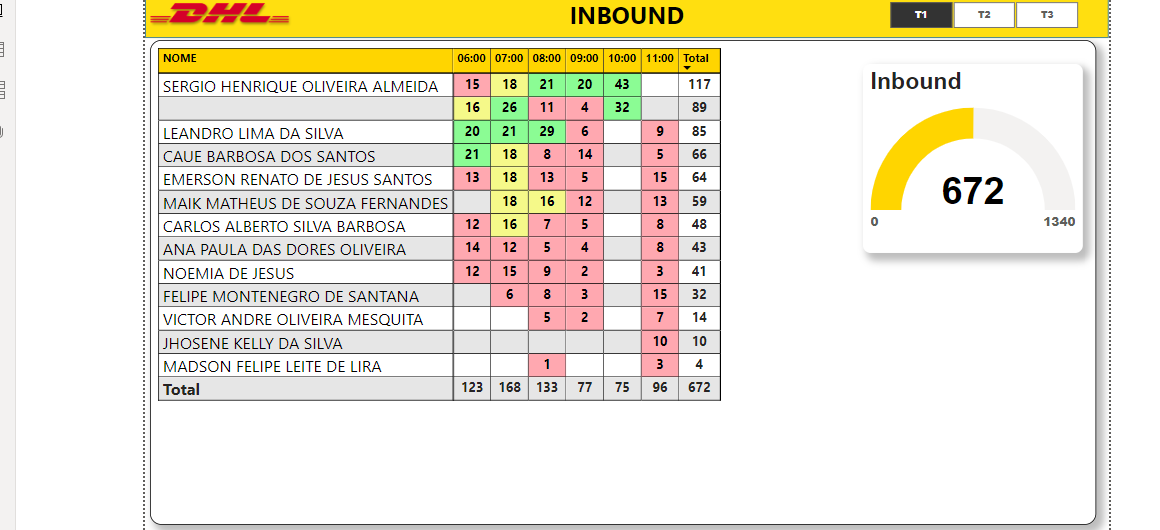 DHL
INBOUND
T1 T2 T3
NOME 06:00 07:00 08:00 09:00 10:00 11:00 Total
SERGIO HENRIQUE OLIVEIRA ALMEIDA 15 18 21 20 43 117
16 26 11 4 32 89
LEANDRO LIMA DA SILVA 20 21 29 6 9 85
CAUE BARBOSA DOS SANTOS 21 18 8 14 5 66
EMERSON RENATO DE JESUS SANTOS 13 18 13 5 15 64
MAIK MATHEUS DE SOUZA FERNANDES 18 16 12 13 59
CARLOS ALBERTO SILVA BARBOSA 12 16 7 5 8 48
ANA PAULA DAS DORES OLIVEIRA 14 12 5 4 8 43
NOEMIA DE JESUS 12 15 9 2 3 41
FELIPE MONTENEGRO DE SANTANA 6 8 3 15 32
VICTOR ANDRE OLIVEIRA MESQUITA 5 2 7 14
JHOSENE KELLY DA SILVA 10 10
MADSON FELIPE LEITE DE LIRA 1 3 4
Total 123 168 133 77 75 96 672
Inbound
672
0 1340